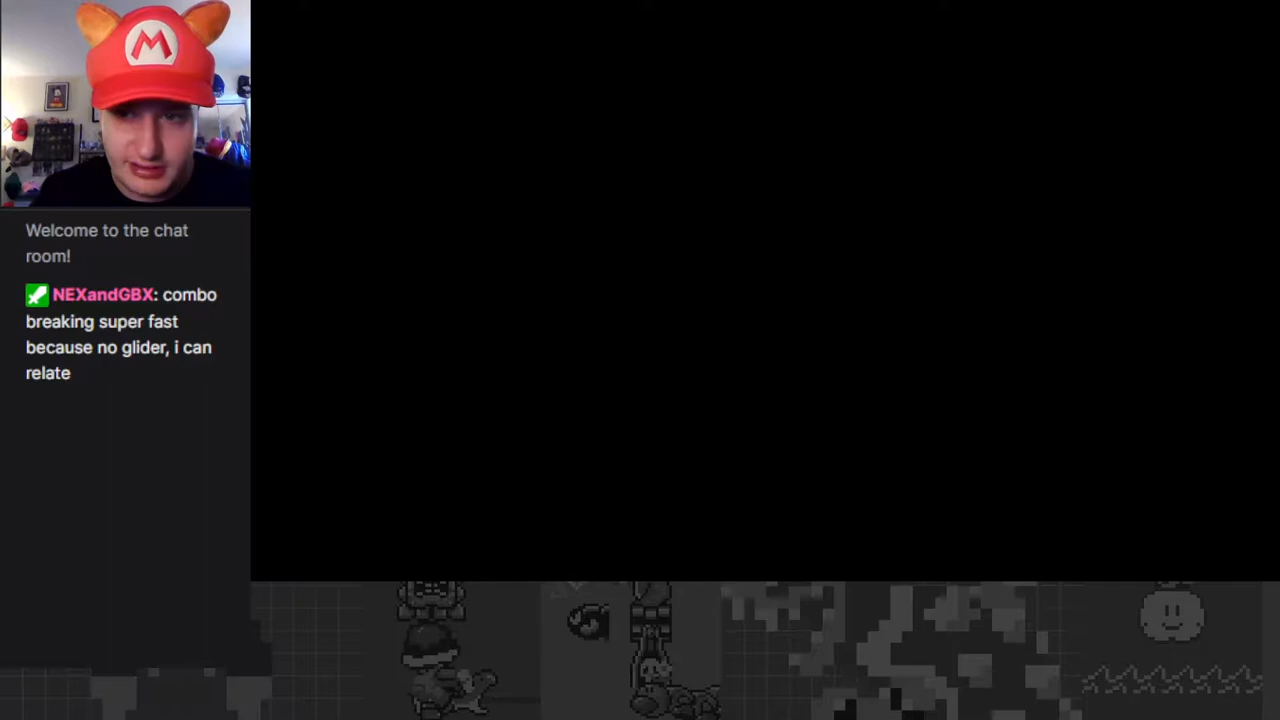 M
Welcome to the chat
room!
NEXandGBX: combo
breaking super fast
because no glider, i can
relate